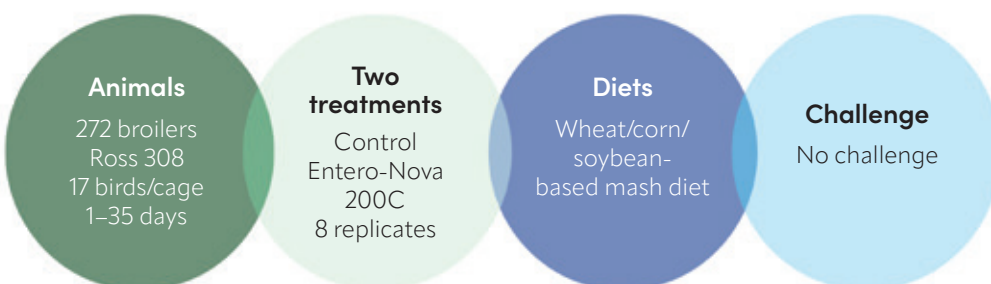 Animals
272 broilers
Ross 308
17 birds/cage
1–35 days
Two
treatments
Control
Entero-Nova
200C
8 replicates
Diets
Wheat/corn/
soybean-
based mash diet
Challenge
No challenge